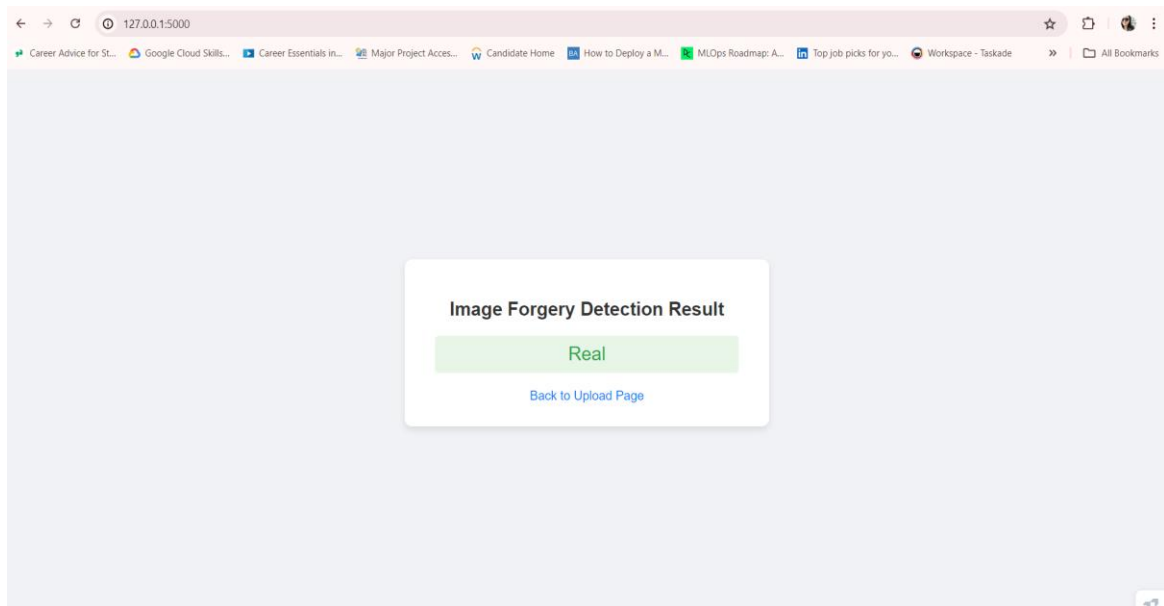 127.0.0.1:5000
Career Advice for St... Google Cloud Skills... Career Essentials in... Major Project Acces... Candidate Home BA How to Deploy a M... MLOps Roadmap: A... in Top job picks for yo... Workspace - Taskade » All Bookmarks
Image Forgery Detection Result
Real
Back to Upload Page